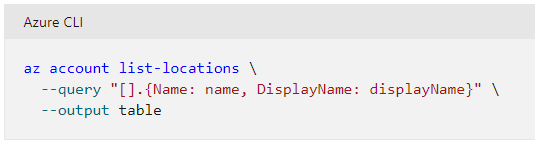 Azure CLI
az account list-locations \
  --query "[].{Name: name, DisplayName: displayName}" \
  --output table